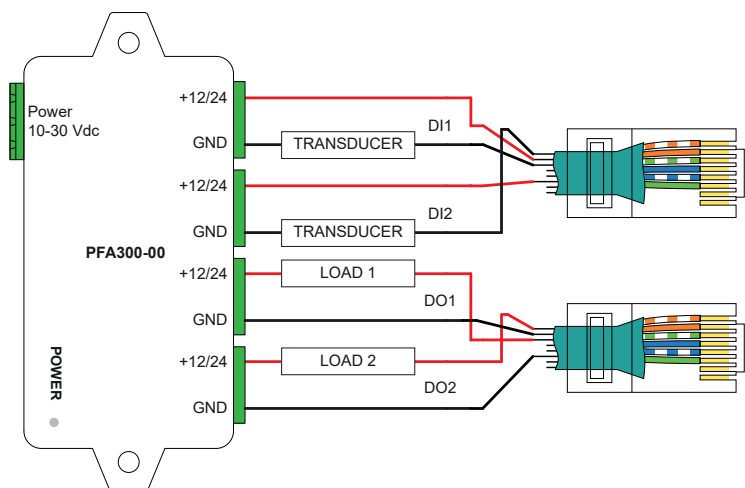 Power
10-30 Vdc
PFA300-00
POWER
+12/24
GND
TRANSDUCER
DI1
+12/24
GND
TRANSDUCER
DI2
+12/24
LOAD 1
GND
DO1
+12/24
LOAD 2
GND
DO2